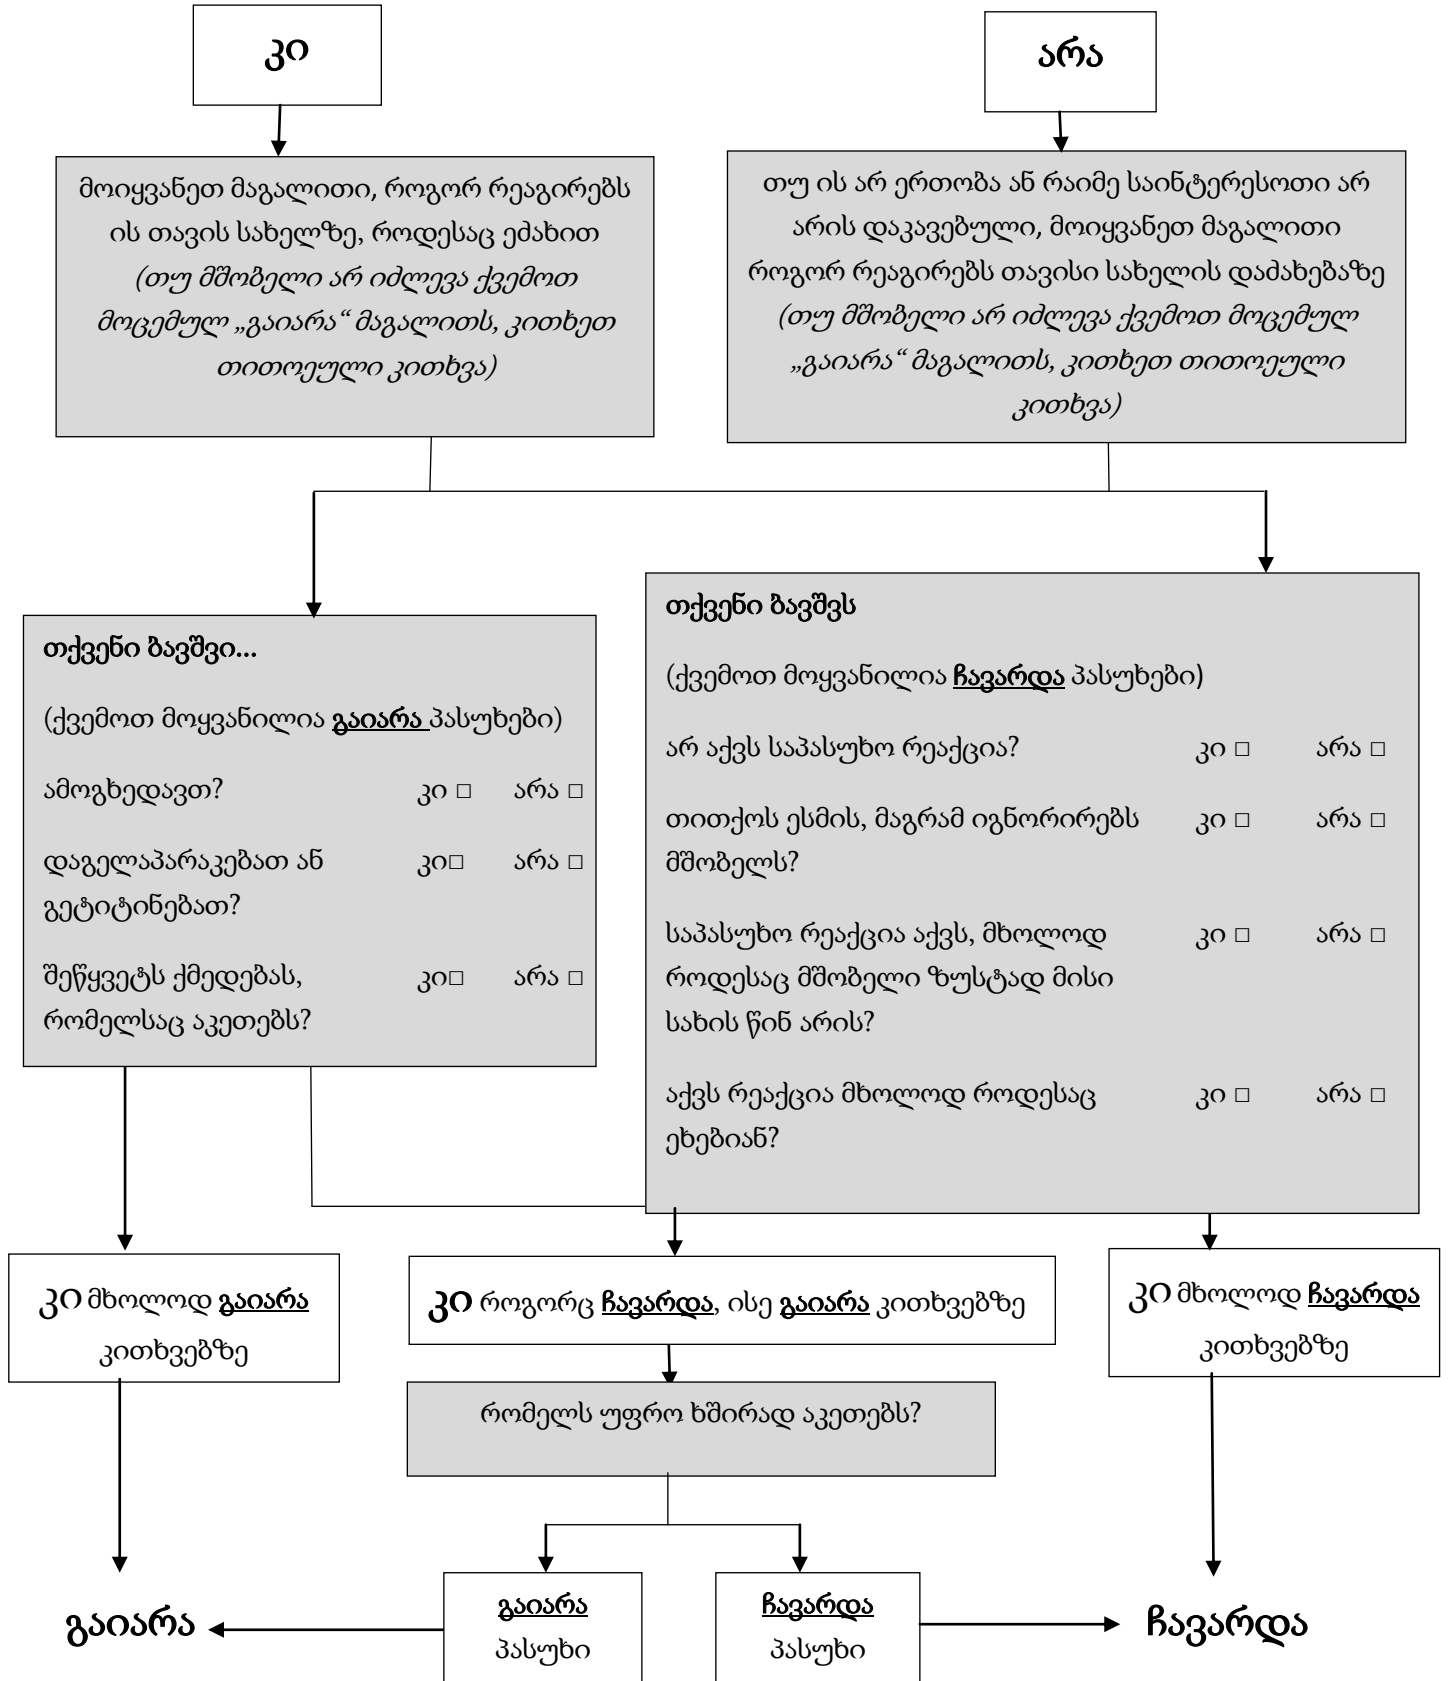 კი
არა
მოიყვანეთ მაგალითი, როგორ რეაგირებს
ის თავის სახელზე, როდესაც ეძახით
(თუ მშობელი არ იძლევა ქვემოთ
მოცემულ „გაიარა“ მაგალითს, კითხეთ
თითოეული კითხვა)
თუ ის არ ერთობა ან რაიმე საინტერესოთი არ
არის დაკავებული, მოიყვანეთ მაგალითი
როგორ რეაგირებს თავისი სახელის დაძახებაზე
(თუ მშობელი არ იძლევა ქვემოთ მოცემულ
„გაიარა“ მაგალითს, კითხეთ თითოეული
კითხვა)
თქვენი ბავშვი...
(ქვემოთ მოყვანილია გაიარა პასუხები)
ამოგხედავთ? კი □ არა □
დაგელაპარაკებათ ან კი□ არა □
გეტიტინებათ?
შეწყვეტს ქმედებას, კი□ არა □
რომელსაც აკეთებს?
თქვენი ბავშვს
(ქვემოთ მოყვანილია ჩავარდა პასუხები)
არ აქვს საპასუხო რეაქცია? კი □ არა □
თითქოს ესმის, მაგრამ იგნორირებს კი □ არა □
მშობელს?
საპასუხო რეაქცია აქვს, მხოლოდ კი □ არა □
როდესაც მშობელი ზუსტად მისი
სახის წინ არის?
აქვს რეაქცია მხოლოდ როდესაც კი □ არა □
ეხებიან?
კი მხოლოდ გაიარა
კითხვებზე
კი როგორც ჩავარდა, ისე გაიარა კითხვებზე
კი მხოლოდ ჩავარდა
კითხვებზე
რომელს უფრო ხშირად აკეთებს?
გაიარა
გაიარა
პასუხი
ჩავარდა
პასუხი
ჩავარდა